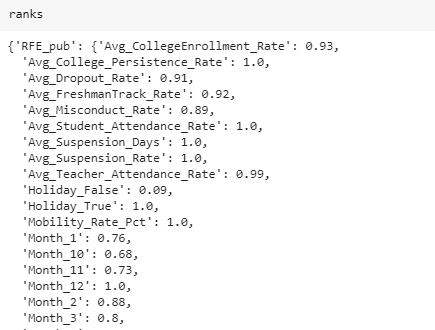 ranks
{'RFE_pub': {'Avg_CollegeEnrollment_Rate': 0.93,
'Avg_College_Persistence_Rate': 1.0,
'Avg_Dropout_Rate': 0.91,
'Avg_FreshmanTrack_Rate': 0.92,
'Avg_Misconduct_Rate': 0.89,
'Avg_Student_Attendance_Rate': 1.0,
'Avg_Suspension_Days': 1.0,
'Avg_Suspension_Rate': 1.0,
'Avg_Teacher_Attendance_Rate': 0.99,
'Holiday_False': 0.09,
'Holiday_True': 1.0,
'Mobility_Rate_Pct': 1.0,
'Month_1': 0.76,
'Month_10': 0.68,
'Month_11': 0.73,
'Month_12': 1.0,
'Month_2': 0.88,
'Month_3': 0.8,